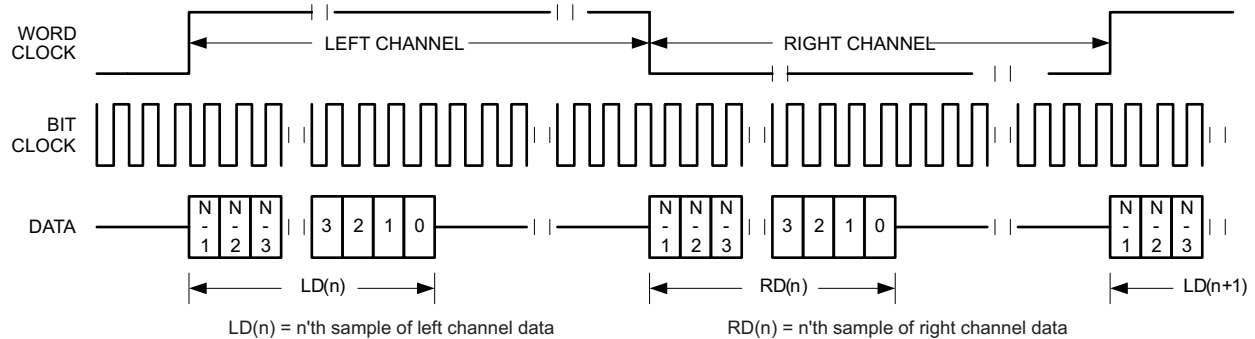 WORD
CLOCK
LEFT CHANNEL
RIGHT CHANNEL
BIT
CLOCK
DATA
N-1 N-2 N-3 3 2 1 0 N-1 N-2 N-3 3 2 1 0 N-1 N-2 N-3
LD(n) RD(n) LD(n+1)
LD(n) = n'th sample of left channel data
RD(n) = n'th sample of right channel data